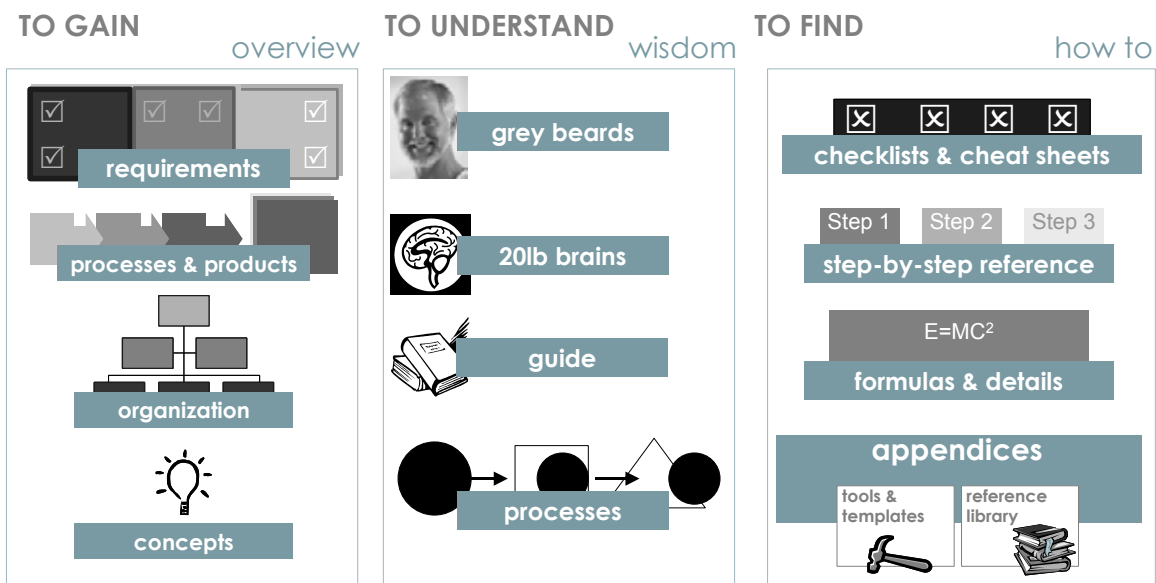 TO GAIN
overview
requirements
processes & products
organization
concepts
TO UNDERSTAND
wisdom
grey beards
20lb brains
guide
processes
TO FIND
how to
checklists & cheat sheets
Step 1
Step 2
Step 3
step-by-step reference
E=MC²
formulas & details
appendices
tools &
templates
reference
library